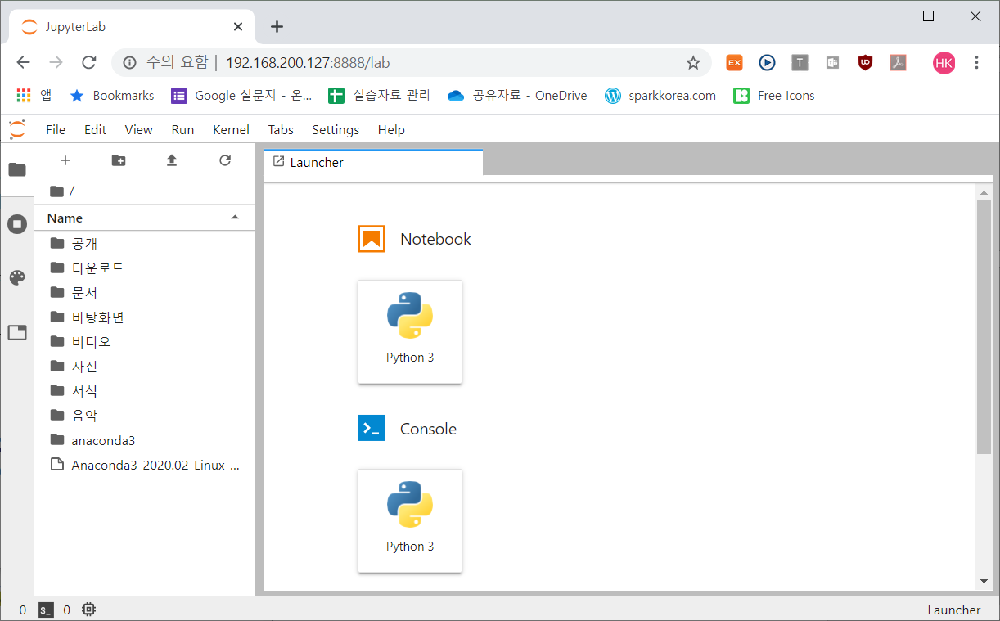 JupyterLab
주의 요함 | 192.168.200.127:8888/lab
EX T UD HK
앱 Bookmarks Google 설문지 - 온... 실습자료 관리 공유자료 - OneDrive sparkkorea.com Free Icons
File Edit View Run Kernel Tabs Settings Help
Launcher
/
Name
공개
다운로드
문서
바탕화면
비디오
사진
서식
음악
anaconda3
Anaconda3-2020.02-Linux-...
Notebook
Python 3
Console
Python 3
0 $_ 0 Launcher